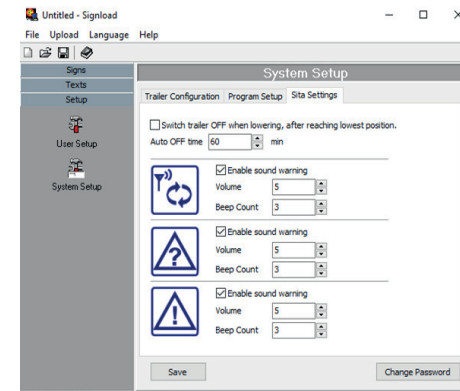 Untitled - Signload
File Upload Language Help
Signs
Texts
Setup
User Setup
System Setup
System Setup
Trailer Configuration Program Setup Sita Settings
Switch trailer OFF when lowering, after reaching lowest position.
Auto OFF time 60 min
Enable sound warning
Volume 5
Beep Count 3
?
Enable sound warning
Volume 5
Beep Count 3
!
Enable sound warning
Volume 5
Beep Count 3
Save Change Password